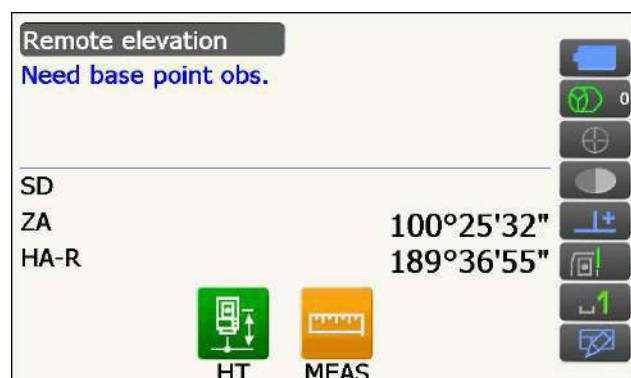 Remote elevation
Need base point obs.
0
SD
ZA 100°25'32"
HA-R 189°36'55"
1
HT MEAS